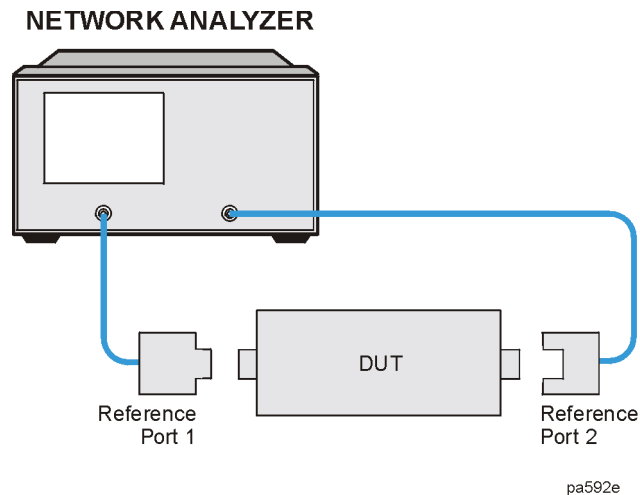 NETWORK ANALYZER
DUT
Reference
Port 1
Reference
Port 2
pa592e